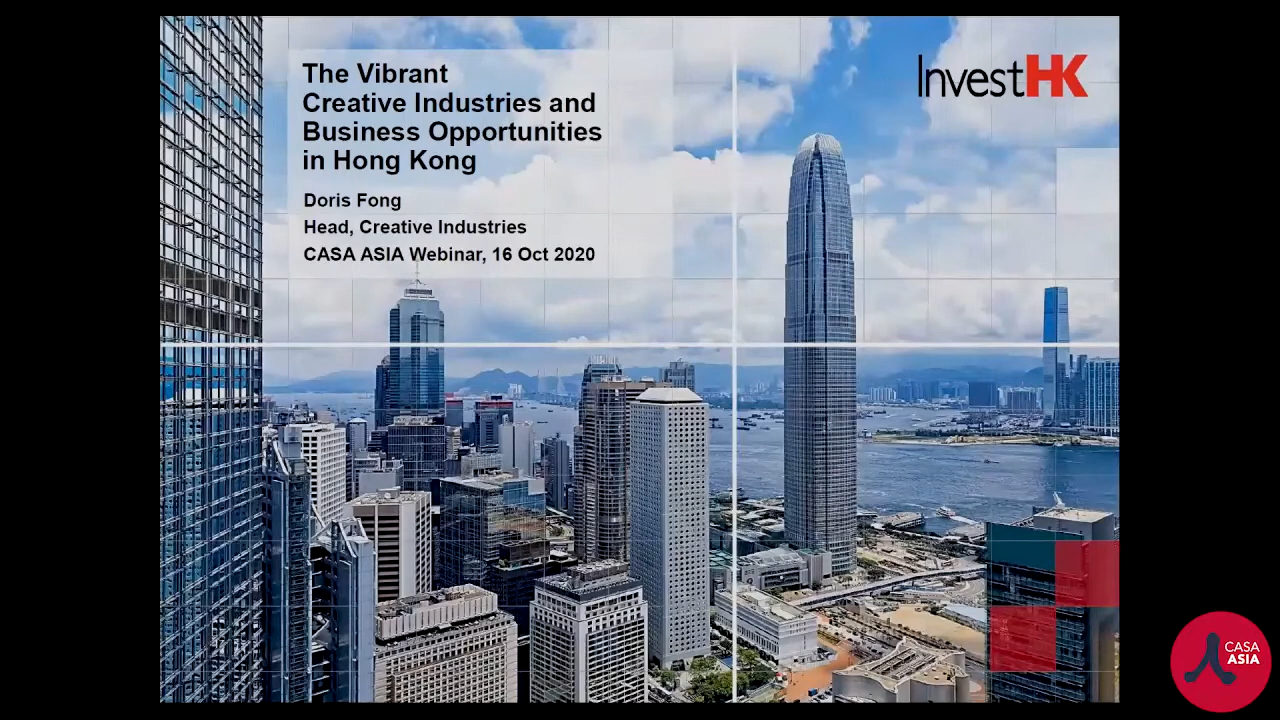 The Vibrant
Creative Industries and
Business Opportunities
in Hong Kong
InvestHK
Doris Fong
Head, Creative Industries
CASA ASIA Webinar, 16 Oct 2020
CASA
ASIA